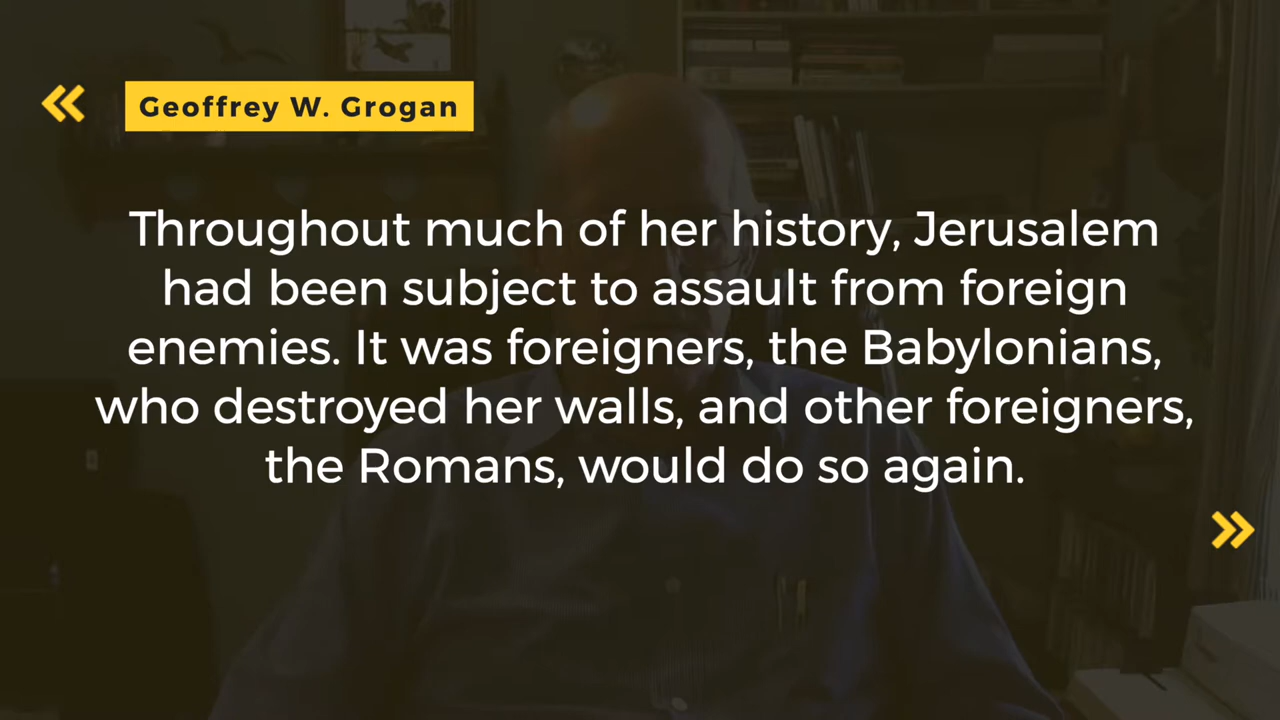 Geoffrey W. Grogan
Throughout much of her history, Jerusalem
had been subject to assault from foreign
enemies. It was foreigners, the Babylonians,
who destroyed her walls, and other foreigners,
the Romans, would do so again.